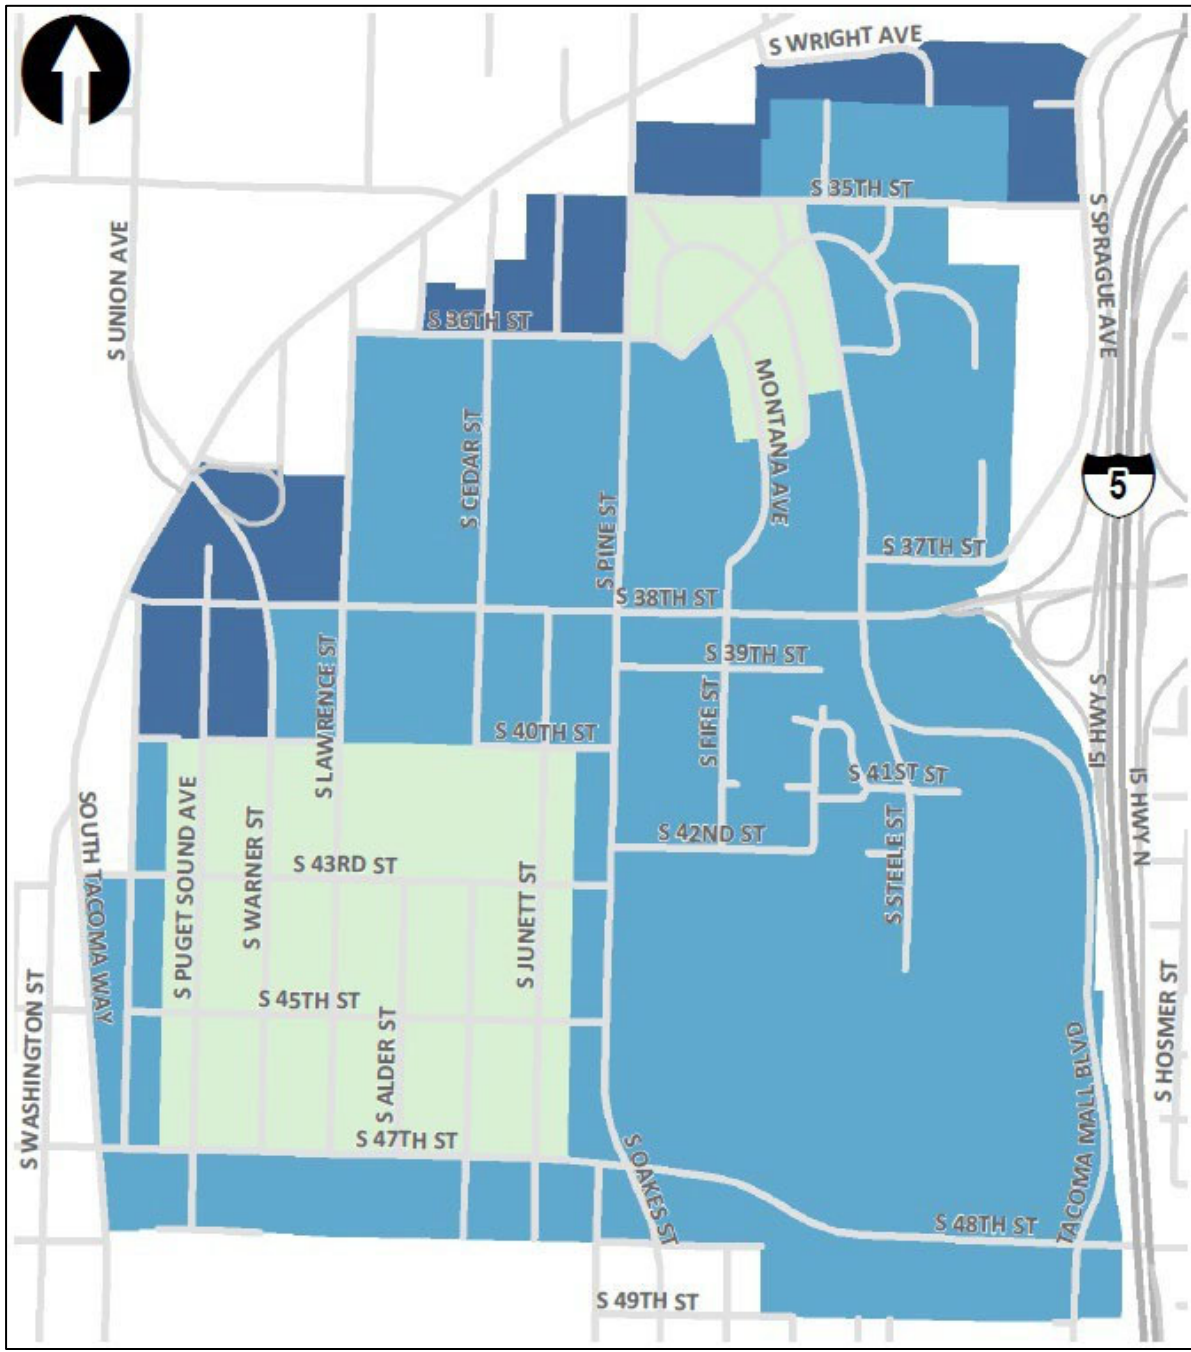 S WRIGHT AVE
S 35TH ST
S SPRAGUE AVE
S UNION AVE
S 36TH ST
MONTANA AVE
S CEDAR ST
S PINE ST
5
S 37TH ST
S 38TH ST
S 39TH ST
S LAWRENCE ST
S FIFE ST
S 40TH ST
I5 HWY S
I5 HWY N
S 41ST ST
S PUGET SOUND AVE
S WARNER ST
SOUTH TACOMA WAY
S 42ND ST
S STEELE ST
S 43RD ST
S JUNETT ST
S 45TH ST
S WASHINGTON ST
S ALDER ST
S HOSMER ST
TACOMA MALL BLVD
S 47TH ST
S OAKES ST
S 48TH ST
S 49TH ST